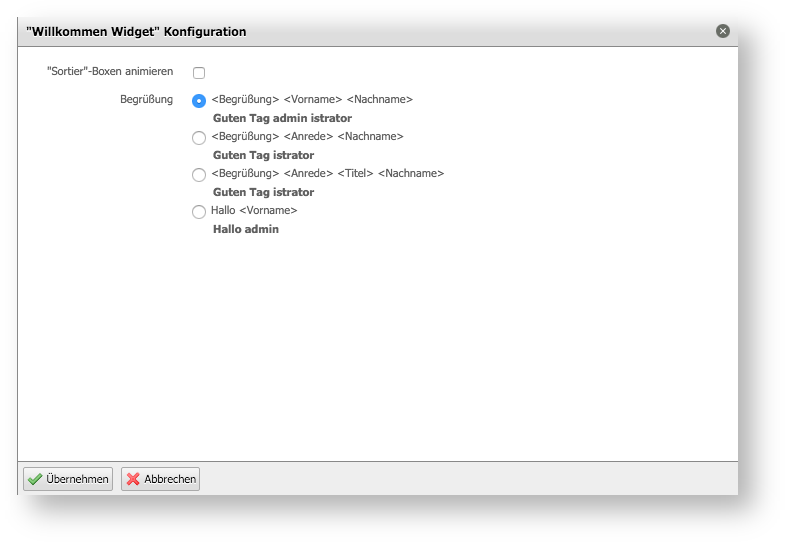 "Willkommen Widget" Konfiguration
"Sortier"-Boxen animieren
Begrüßung
<Begrüßung> <Vorname> <Nachname>
Guten Tag admin istrator
<Begrüßung> <Anrede> <Nachname>
Guten Tag istrator
<Begrüßung> <Anrede> <Titel> <Nachname>
Guten Tag istrator
Hallo <Vorname>
Hallo admin
Übernehmen
Abbrechen